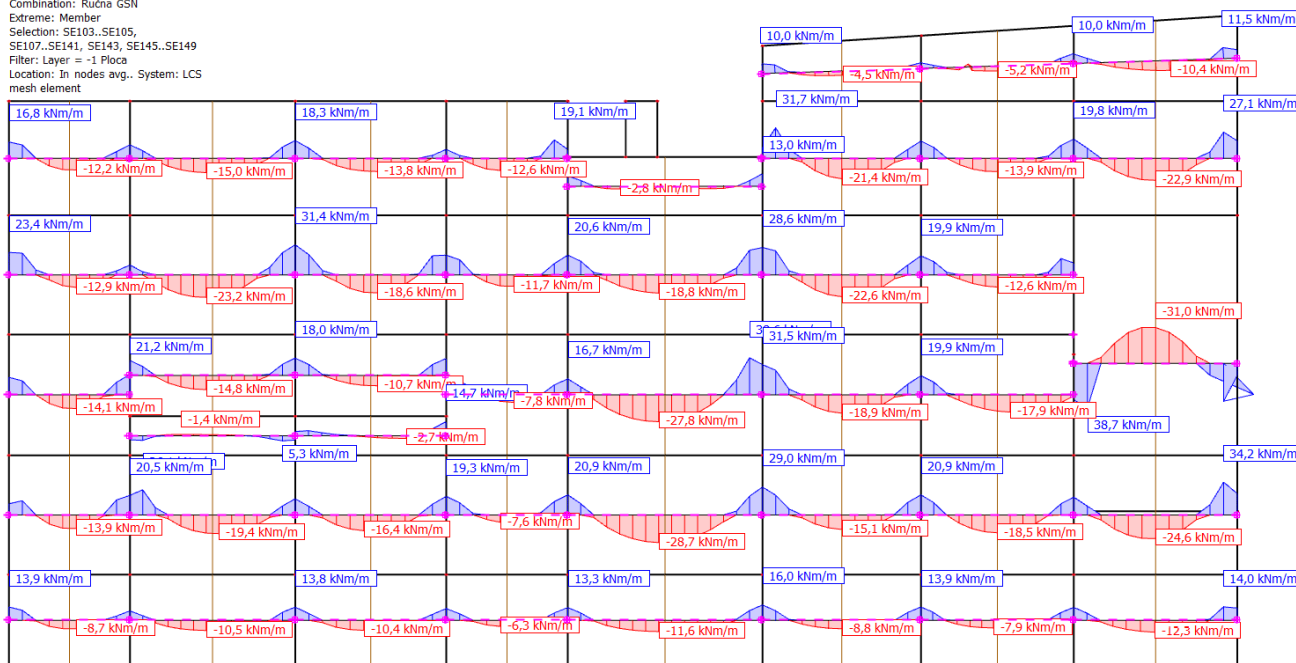 Combination: Ručna GSN
Extreme: Member
Selection: SE103..SE105,
SE107..SE141, SE143, SE145..SE149
Filter: Layer = -1 Ploca
Location: In nodes avg.. System: LCS
mesh element
10,0 kNm/m
10,0 kNm/m
11,5 kNm/m
-4,5 kNm/m
-5,2 kNm/m
-10,4 kNm/m
16,8 kNm/m
18,3 kNm/m
19,1 kNm/m
31,7 kNm/m
13,0 kNm/m
19,8 kNm/m
27,1 kNm/m
-12,2 kNm/m
-15,0 kNm/m
-13,8 kNm/m
-12,6 kNm/m
-2,8 kNm/m
-21,4 kNm/m
-13,9 kNm/m
-22,9 kNm/m
23,4 kNm/m
31,4 kNm/m
20,6 kNm/m
28,6 kNm/m
19,9 kNm/m
-12,9 kNm/m
-23,2 kNm/m
-18,6 kNm/m
-11,7 kNm/m
-18,8 kNm/m
-22,6 kNm/m
-12,6 kNm/m
-31,0 kNm/m
18,0 kNm/m
31,5 kNm/m
21,2 kNm/m
16,7 kNm/m
19,9 kNm/m
-14,1 kNm/m
-14,8 kNm/m
-10,7 kNm/m
14,7 kNm/m
-7,8 kNm/m
-27,8 kNm/m
-18,9 kNm/m
-17,9 kNm/m
38,7 kNm/m
-1,4 kNm/m
-2,7 kNm/m
5,3 kNm/m
20,5 kNm/m
19,3 kNm/m
20,9 kNm/m
29,0 kNm/m
20,9 kNm/m
34,2 kNm/m
-13,9 kNm/m
-19,4 kNm/m
-16,4 kNm/m
-7,6 kNm/m
-28,7 kNm/m
-15,1 kNm/m
-18,5 kNm/m
-24,6 kNm/m
13,9 kNm/m
13,8 kNm/m
13,3 kNm/m
16,0 kNm/m
13,9 kNm/m
14,0 kNm/m
-8,7 kNm/m
-10,5 kNm/m
-10,4 kNm/m
-6,3 kNm/m
-11,6 kNm/m
-8,8 kNm/m
-7,9 kNm/m
-12,3 kNm/m